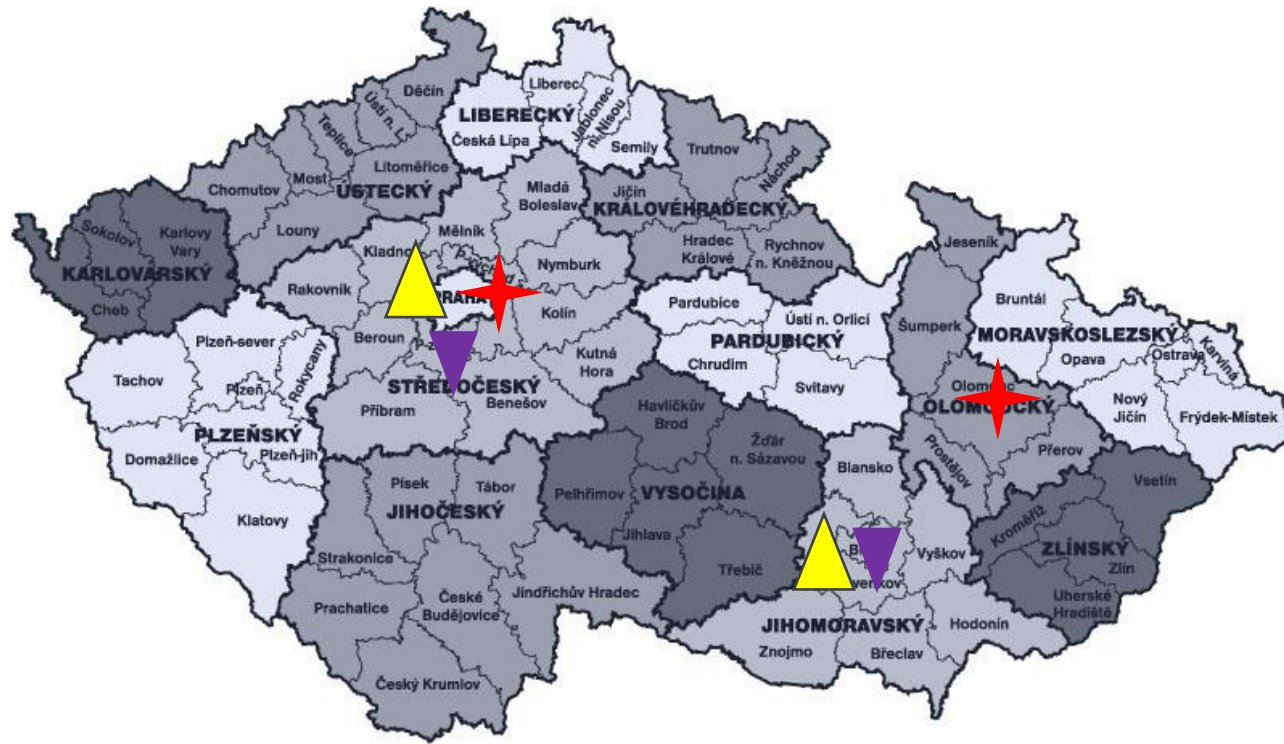 Děčín
Ústí n. L.
Teplice
Liberec
LIBERECKÝ
Jablonec
n. Nisou
Česká Lípa
Semily
Trutnov
Náchod
Litoměřice
Most
Chomutov
ÚSTECKÝ
Mladá
Boleslav
Jičín
KRÁLOVÉHRADECKÝ
Louny
Mělník
Sokolov
Karlovy
Vary
KARLOVARSKÝ
Cheb
Kladno
Nymburk
Hradec
Králové
Rychnov
n. Kněžnou
Jeseník
Rakovník
PRAHA
Kolín
Pardubice
Ústí n. Orlicí
PARDUBICKÝ
Chrudim
Svitavy
Šumperk
Bruntál
MORAVSKOSLEZSKÝ
Opava
Ostrava
Karviná
Plzeň-sever
Rokycany
Beroun
Kutná
Hora
Tachov
Plzeň
STŘEDOČESKÝ
Příbram
Benešov
Olomouc
OLOMOUCKÝ
Nový
Jičín
Frýdek-Místek
PLZEŇSKÝ
Domažlice
Plzeň-jih
Havlíčkův
Brod
Žďár
n. Sázavou
Prostějov
Přerov
Blansko
Vsetín
Klatovy
Písek
Tábor
JIHOČESKÝ
Pelhřimov
VYSOČINA
Jihlava
Třebíč
Vyškov
Kroměříž
ZLÍNSKÝ
Zlín
Strakonice
Prachatice
České
Budějovice
Jindřichův Hradec
Uherské
Hradiště
JIHOMORAVSKÝ
Hodonín
Znojmo
Břeclav
Český Krumlov